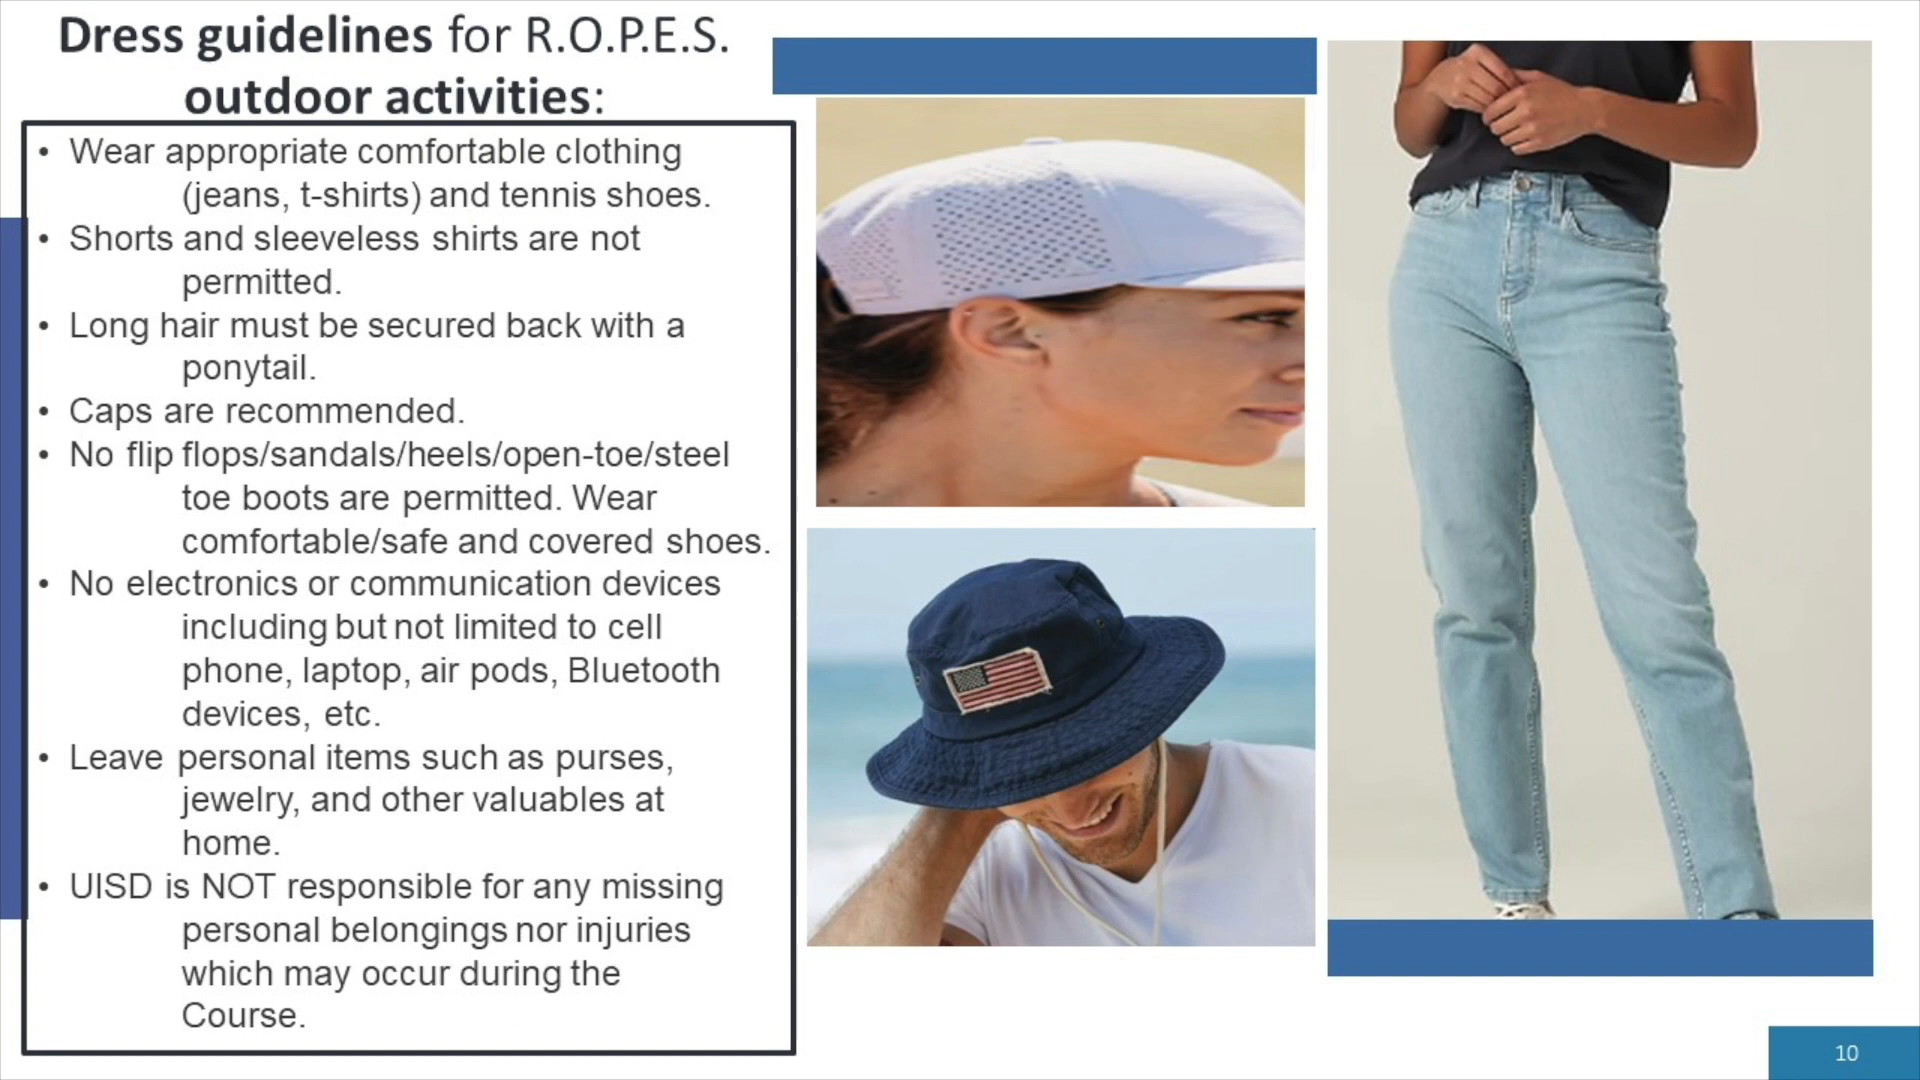 Dress guidelines for R.O.P.E.S.
outdoor activities:
• Wear appropriate comfortable clothing
(jeans, t-shirts) and tennis shoes.
• Shorts and sleeveless shirts are not
permitted.
• Long hair must be secured back with a
ponytail.
• Caps are recommended.
• No flip flops/sandals/heels/open-toe/steel
toe boots are permitted. Wear
comfortable/safe and covered shoes.
• No electronics or communication devices
including but not limited to cell
phone, laptop, air pods, Bluetooth
devices, etc.
• Leave personal items such as purses,
jewelry, and other valuables at
home.
• UISD is NOT responsible for any missing
personal belongings nor injuries
which may occur during the
Course.
10